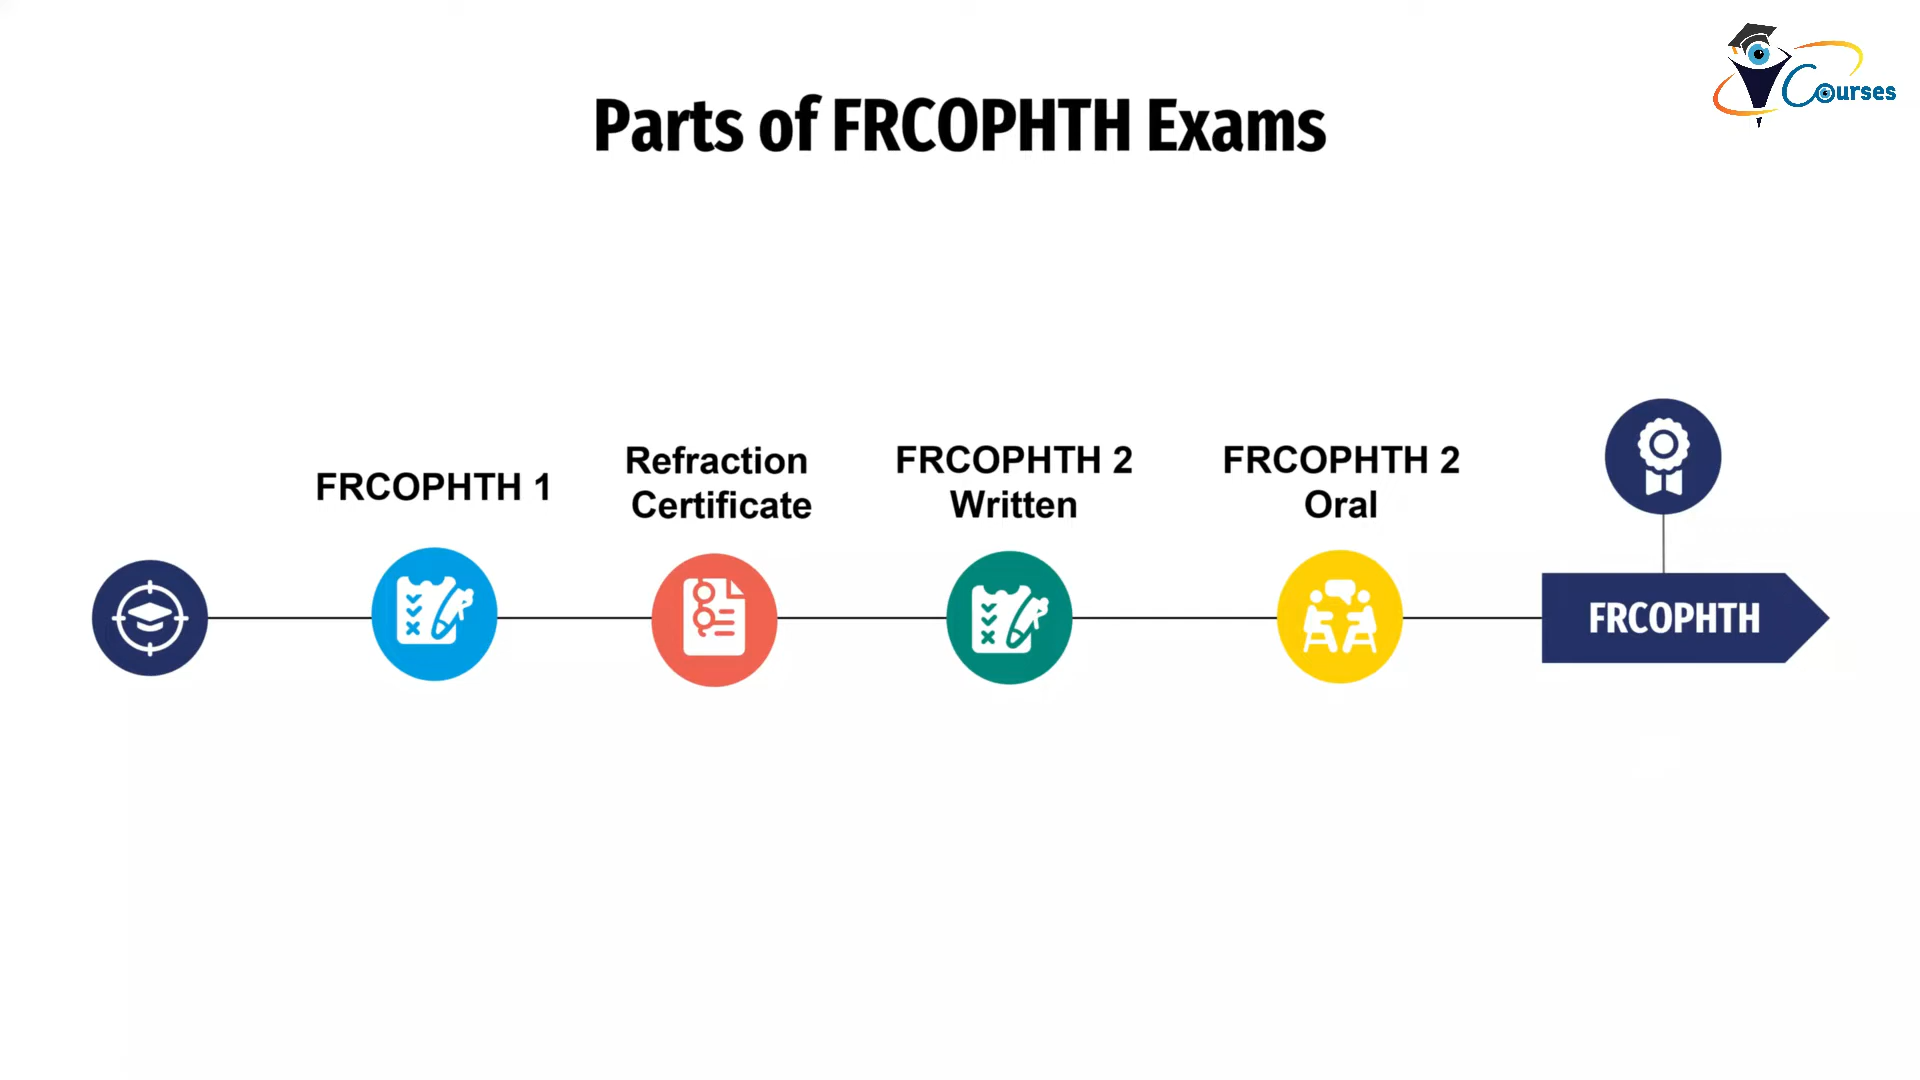 Courses
Parts of FRCOPHTH Exams
FRCOPHTH 1
Refraction
Certificate
FRCOPHTH 2
Written
FRCOPHTH 2
Oral
FRCOPHTH